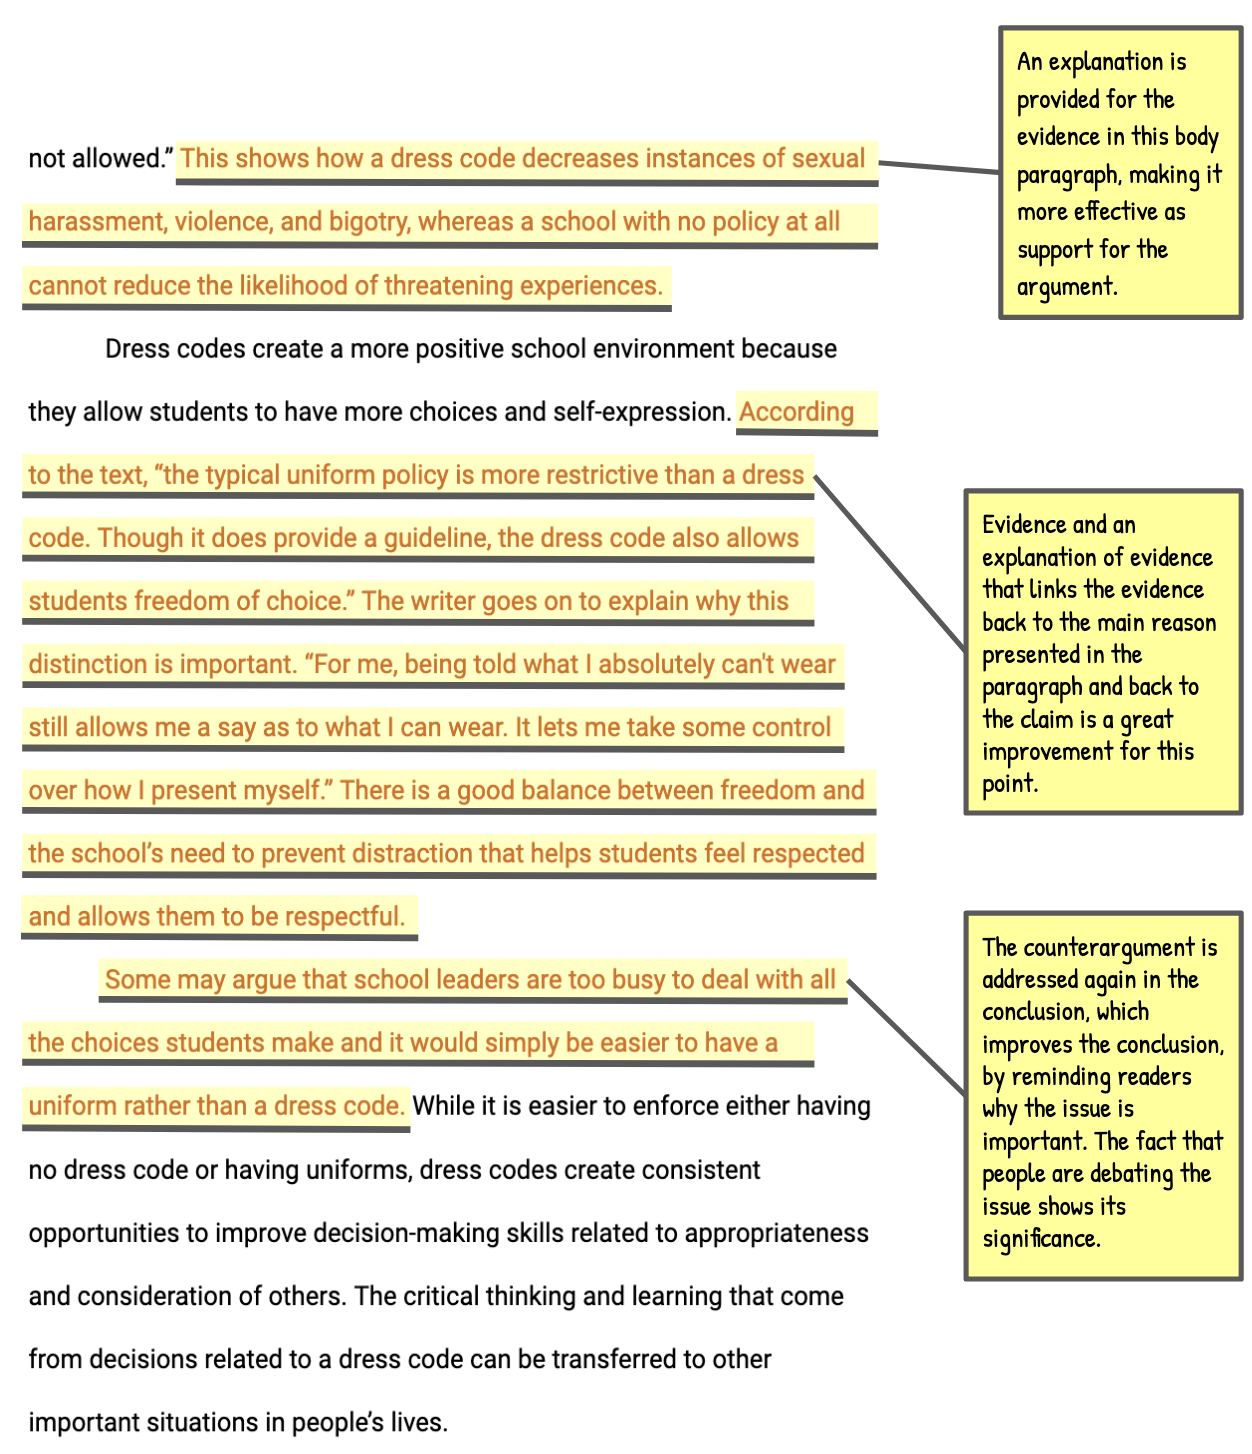 not allowed.” This shows how a dress code decreases instances of sexual
harassment, violence, and bigotry, whereas a school with no policy at all
cannot reduce the likelihood of threatening experiences.
Dress codes create a more positive school environment because
they allow students to have more choices and self-expression. According
to the text, “the typical uniform policy is more restrictive than a dress
code. Though it does provide a guideline, the dress code also allows
students freedom of choice.” The writer goes on to explain why this
distinction is important. “For me, being told what I absolutely can't wear
still allows me a say as to what I can wear. It lets me take some control
over how I present myself.” There is a good balance between freedom and
the school’s need to prevent distraction that helps students feel respected
and allows them to be respectful.
Some may argue that school leaders are too busy to deal with all
the choices students make and it would simply be easier to have a
uniform rather than a dress code. While it is easier to enforce either having
no dress code or having uniforms, dress codes create consistent
opportunities to improve decision-making skills related to appropriateness
and consideration of others. The critical thinking and learning that come
from decisions related to a dress code can be transferred to other
important situations in people’s lives.
An explanation is
provided for the
evidence in this body
paragraph, making it
more effective as
support for the
argument.
Evidence and an
explanation of evidence
that links the evidence
back to the main reason
presented in the
paragraph and back to
the claim is a great
improvement for this
point.
The counterargument is
addressed again in the
conclusion, which
improves the conclusion,
by reminding readers
why the issue is
important. The fact that
people are debating the
issue shows its
significance.